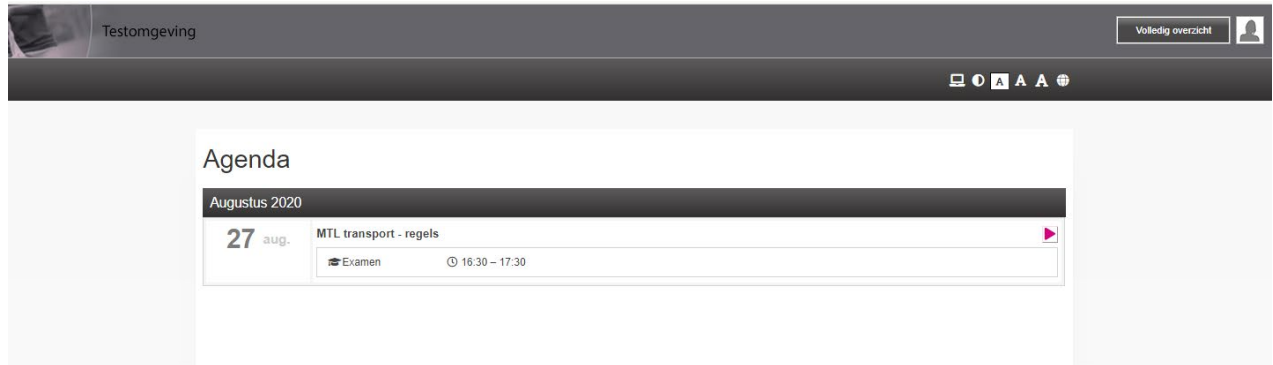 Testomgeving
Volledig overzicht
A A A
Agenda
Augustus 2020
27 aug.
MTL transport - regels
Examen
16:30 – 17:30